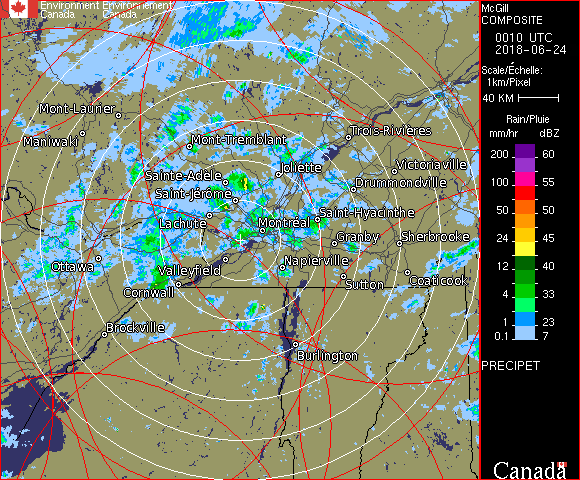 Environment Environnement
Canada Canada
McGill
COMPOSITE
0010 UTC
2018-06-24
Scale/Échelle:
1km/Pixel
40 KM
Rain/Pluie
mm/hr dBZ
200 60
100 55
50 50
24 45
12 40
4 33
1 23
0.1 7
PRECIPET
Canada
Mont-Laurier
Maniwaki
Mont-Tremblant
Trois-Rivières
Joliette
Victoriaville
Sainte-Adèle
Drummondville
Saint-Jérôme
Saint-Hyacinthe
Lachute
Montréal
Granby
Sherbrooke
Ottawa
Valleyfield
Napierville
Sutton
Coaticook
Cornwall
Brockville
Burlington